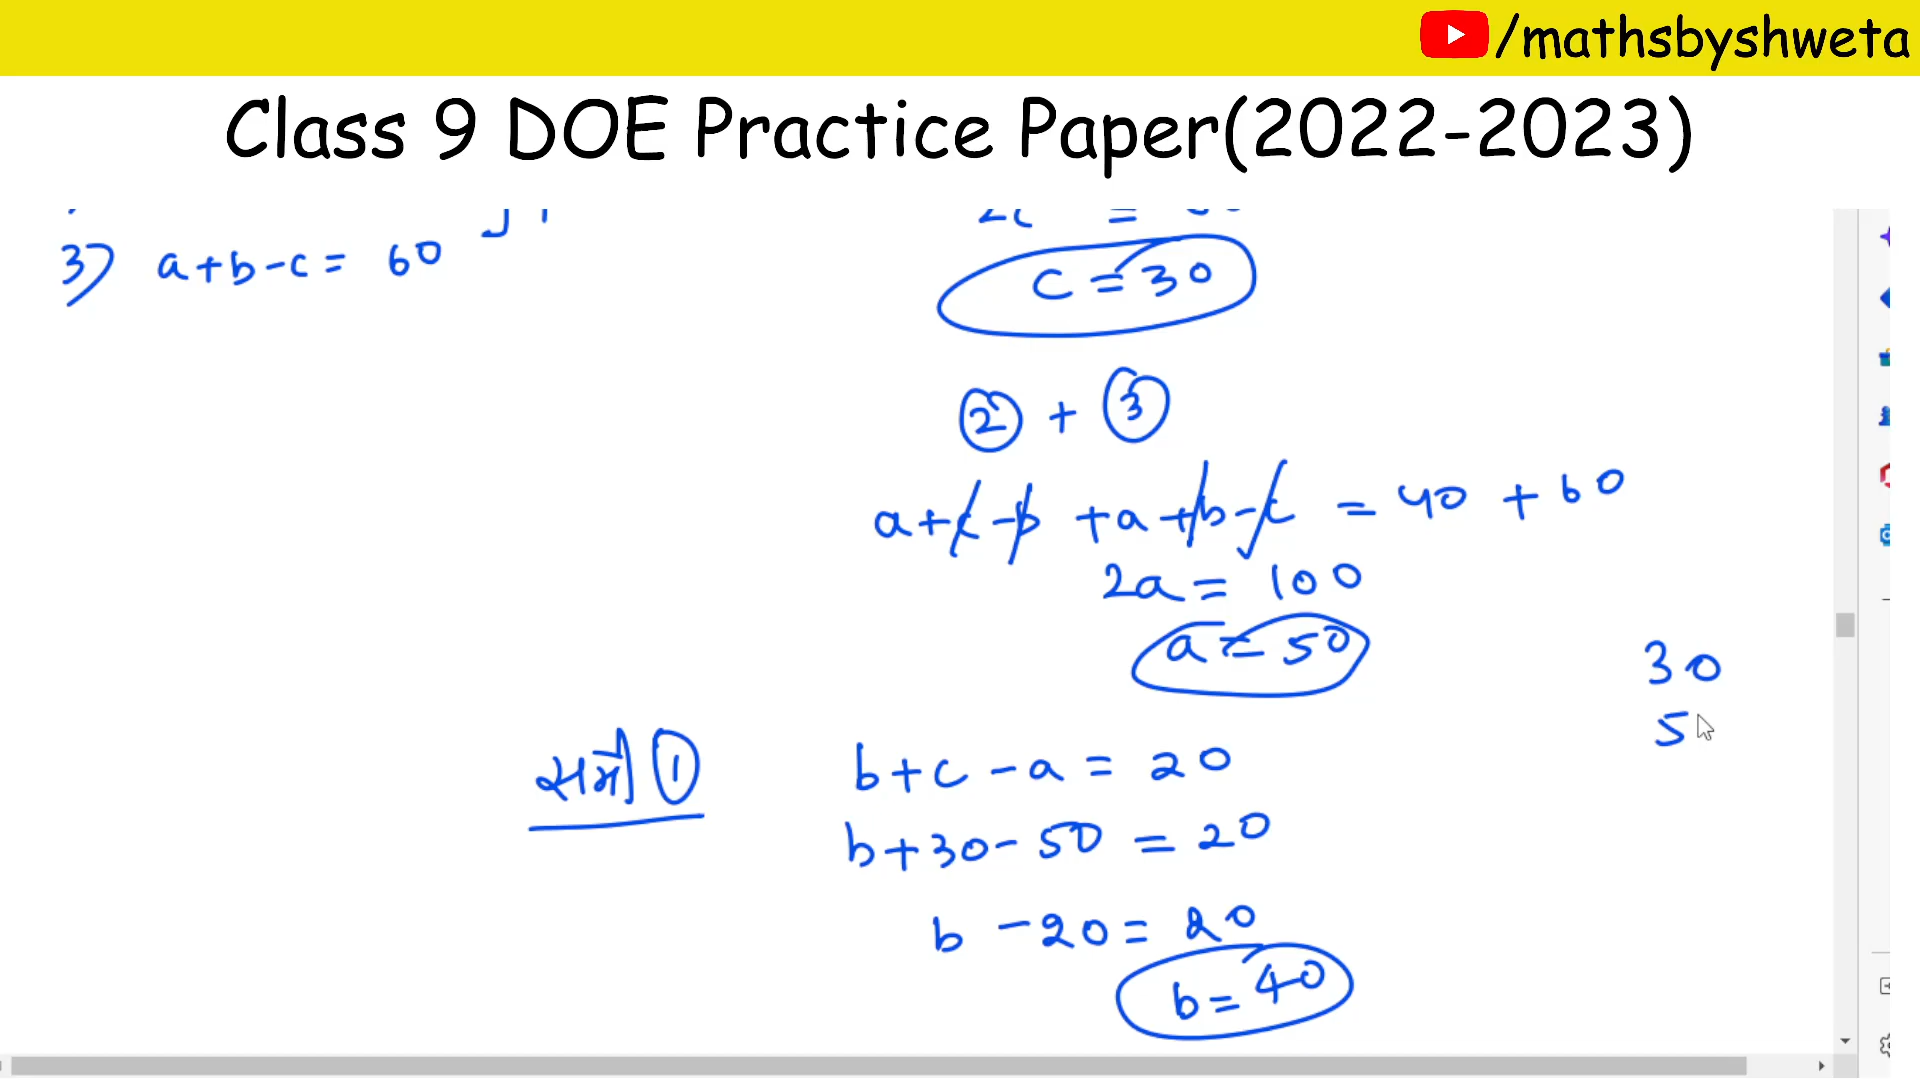 /mathsbyshweta
Class 9 DOE Practice Paper(2022-2023)
3) a+b-c= 60
c=30
2 + 3
a+c-b +a+b-c = 40 + 60
2a = 100
a = 50
30
5
1 b+c-a = 20
b+30-50 = 20
b -20 = 20
b = 40